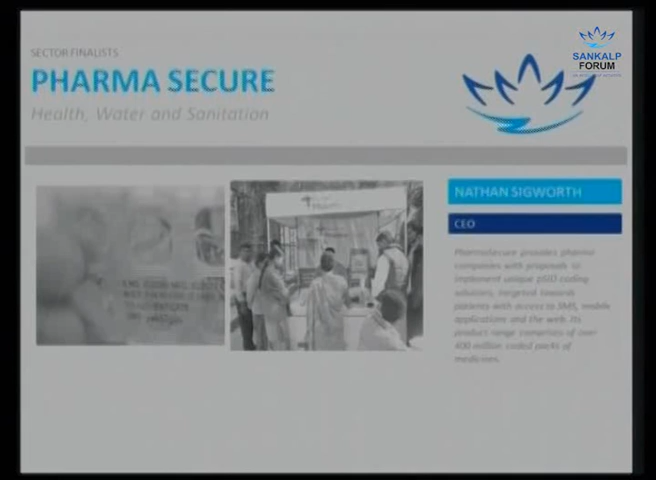 SECTOR FINALISTS
PHARMA SECURE
Health, Water and Sanitation
SANKALP
FORUM
NATHAN SIGWORTH
CEO
PharmaSecure provides pharma
companies with proposals to
implement unique pSID coding
solutions, targeted towards
patients with access to SMS, mobile
applications and the web. Its
product range comprises of over
400 million coded packs of
medicines.